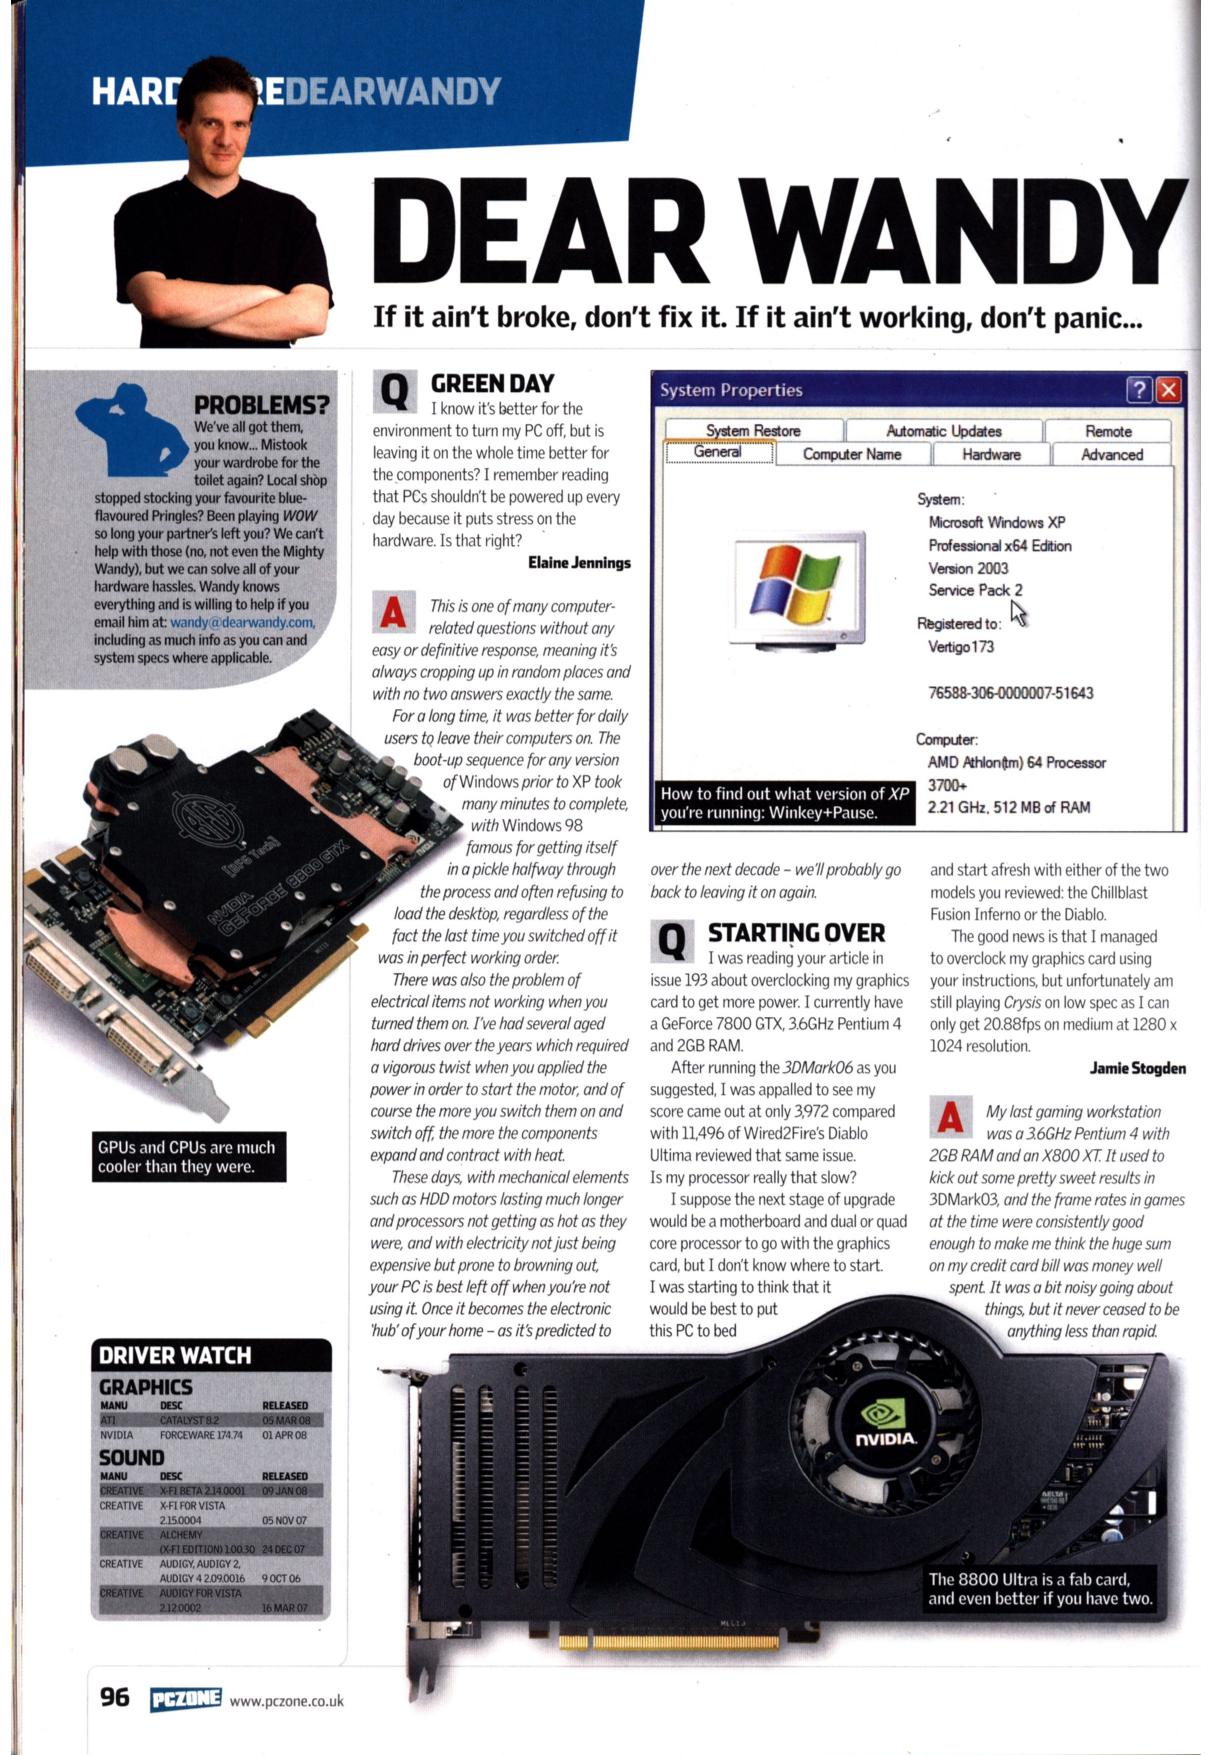 HARD REDEARWANDY
DEAR WANDY
If it ain't broke, don't fix it. If it ain't working, don't panic...
PROBLEMS?
We've all got them,
you know... Mistook
your wardrobe for the
toilet again? Local shop
stopped stocking your favourite blue-
flavoured Pringles? Been playing WOW
so long your partner's left you? We can't
help with those (no, not even the Mighty
Wandy), but we can solve all of your
hardware hassles. Wandy knows
everything and is willing to help if you
email him at: wandy@dearwandy.com,
including as much info as you can and
system specs where applicable.
[BFG Tech]
NVIDIA
GEFORCE 8800 GTX
GPUs and CPUs are much
cooler than they were.
DRIVER WATCH
GRAPHICS
MANU DESC RELEASED
ATI CATALYST 8.2 05 MAR 08
NVIDIA FORCEWARE 174.74 01 APR 08
SOUND
MANU DESC RELEASED
CREATIVE X-FI BETA 2.14.0001 09 JAN 08
CREATIVE X-FI FOR VISTA
2.15.0004 05 NOV 07
CREATIVE ALCHEMY
(X-FI EDITION) 1.00.30 24 DEC 07
CREATIVE AUDIGY, AUDIGY 2,
AUDIGY 4 2.09.0016 9 OCT 06
CREATIVE AUDIGY FOR VISTA
2.12.0002 16 MAR 07
Q GREEN DAY
I know it's better for the
environment to turn my PC off, but is
leaving it on the whole time better for
the components? I remember reading
that PCs shouldn't be powered up every
day because it puts stress on the
hardware. Is that right?
Elaine Jennings
A This is one of many computer-
related questions without any
easy or definitive response, meaning it's
always cropping up in random places and
with no two answers exactly the same.
For a long time, it was better for daily
users to leave their computers on. The
boot-up sequence for any version
of Windows prior to XP took
many minutes to complete,
with Windows 98
famous for getting itself
in a pickle halfway through
the process and often refusing to
load the desktop, regardless of the
fact the last time you switched off it
was in perfect working order.
There was also the problem of
electrical items not working when you
turned them on. I've had several aged
hard drives over the years which required
a vigorous twist when you applied the
power in order to start the motor, and of
course the more you switch them on and
switch off, the more the components
expand and contract with heat.
These days, with mechanical elements
such as HDD motors lasting much longer
and processors not getting as hot as they
were, and with electricity not just being
expensive but prone to browning out,
your PC is best left off when you're not
using it. Once it becomes the electronic
'hub' of your home – as it's predicted to
System Properties
System Restore Automatic Updates Remote
General Computer Name Hardware Advanced
System:
Microsoft Windows XP
Professional x64 Edition
Version 2003
Service Pack 2
Registered to:
Vertigo173
76588-306-0000007-51643
Computer:
AMD Athlon(tm) 64 Processor
3700+
2.21 GHz, 512 MB of RAM
How to find out what version of XP
you're running: Winkey+Pause.
over the next decade – we'll probably go
back to leaving it on again.
Q STARTING OVER
I was reading your article in
issue 193 about overclocking my graphics
card to get more power. I currently have
a GeForce 7800 GTX, 3.6GHz Pentium 4
and 2GB RAM.
After running the 3DMark06 as you
suggested, I was appalled to see my
score came out at only 3,972 compared
with 11,496 of Wired2Fire's Diablo
Ultima reviewed that same issue.
Is my processor really that slow?
I suppose the next stage of upgrade
would be a motherboard and dual or quad
core processor to go with the graphics
card, but I don't know where to start.
I was starting to think that it
would be best to put
this PC to bed
and start afresh with either of the two
models you reviewed: the Chillblast
Fusion Inferno or the Diablo.
The good news is that I managed
to overclock my graphics card using
your instructions, but unfortunately am
still playing Crysis on low spec as I can
only get 20.88fps on medium at 1280 x
1024 resolution.
Jamie Stogden
A My last gaming workstation
was a 3.6GHz Pentium 4 with
2GB RAM and an X800 XT. It used to
kick out some pretty sweet results in
3DMark03, and the frame rates in games
at the time were consistently good
enough to make me think the huge sum
on my credit card bill was money well
spent. It was a bit noisy going about
things, but it never ceased to be
anything less than rapid.
NVIDIA.
The 8800 Ultra is a fab card,
and even better if you have two.
96 PCZONE www.pczone.co.uk